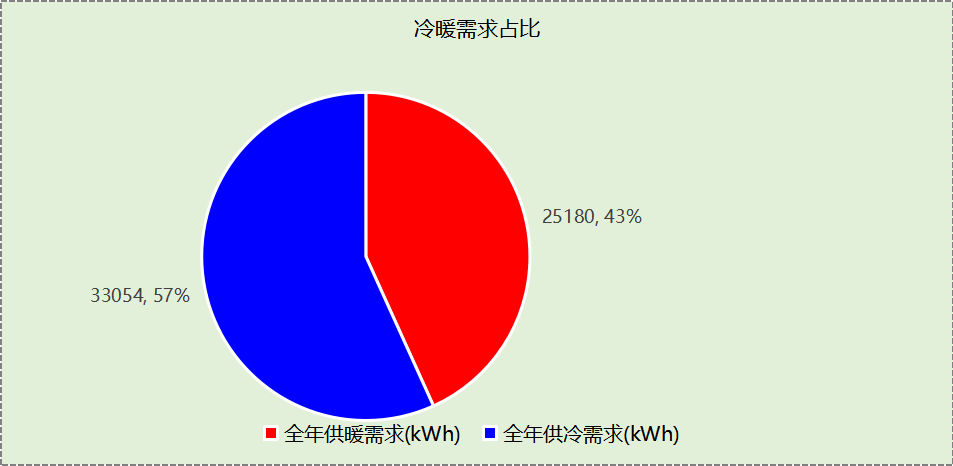 冷暖需求占比
25180, 43%
33054, 57%
全年供暖需求(kWh)
全年供冷需求(kWh)